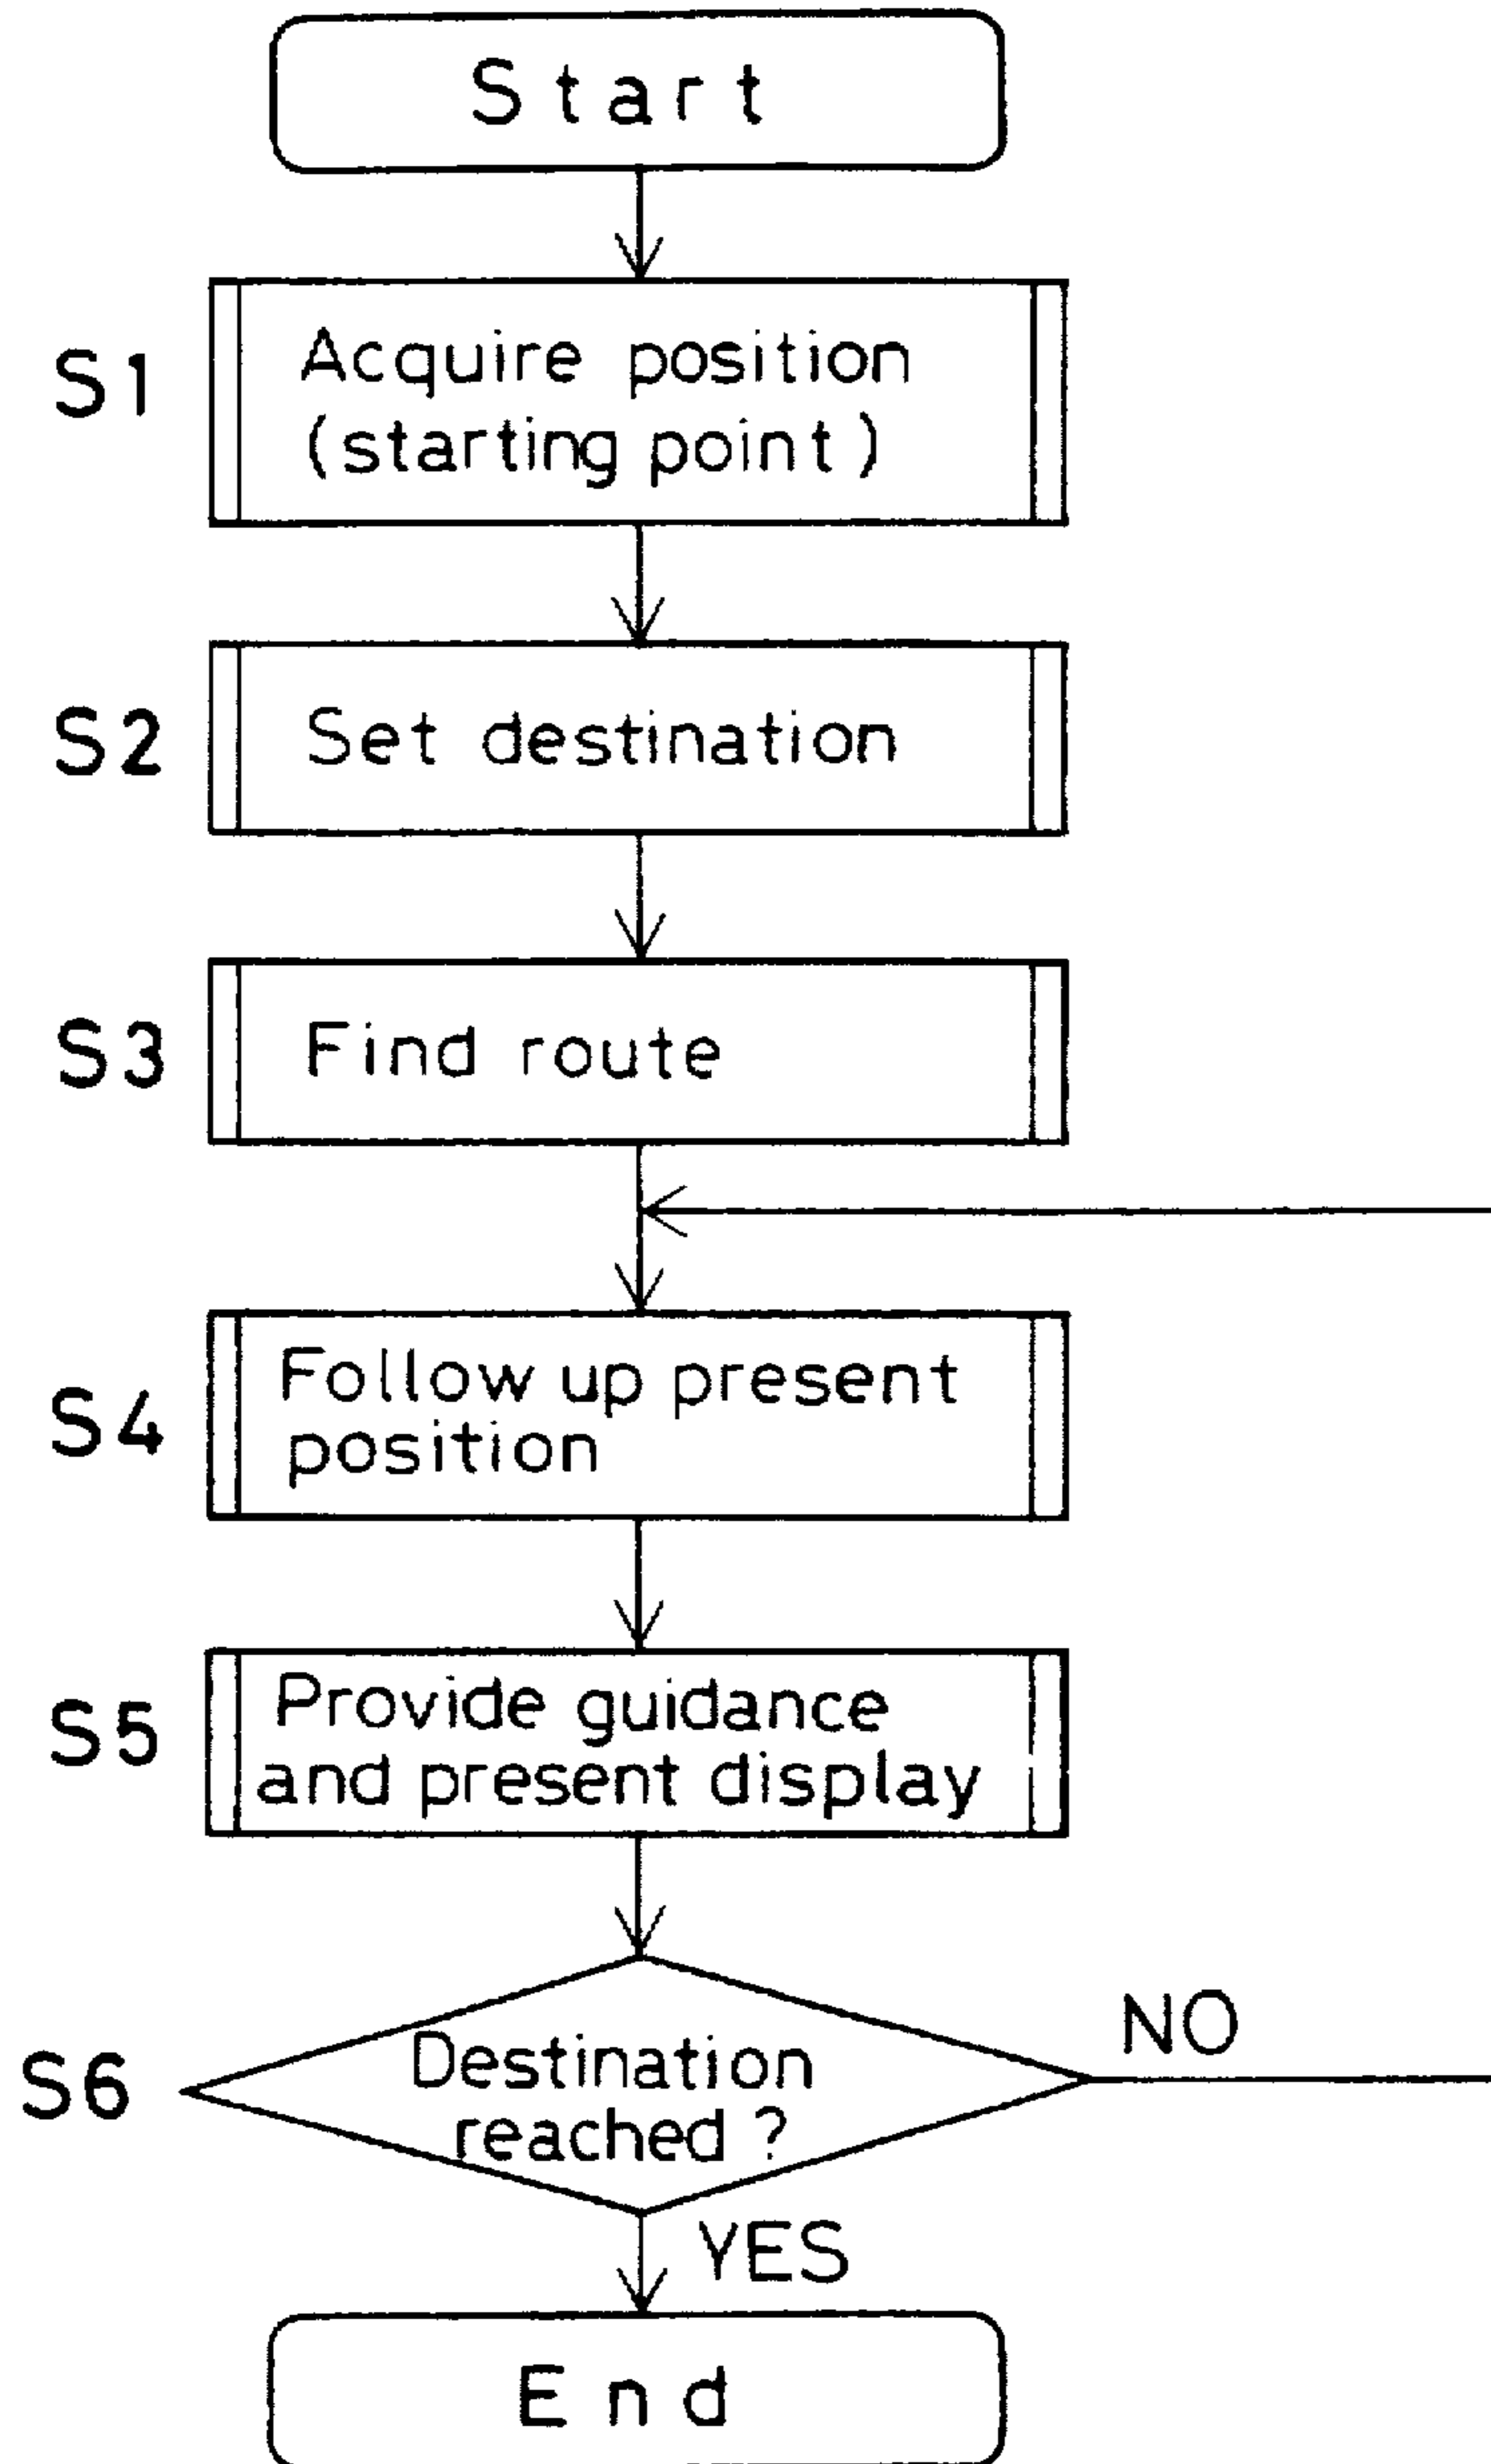 Start
S1
Acquire position
(starting point)
S2
Set destination
S3
Find route
S4
Follow up present
position
S5
Provide guidance
and present display
S6
Destination
reached ?
NO
YES
End